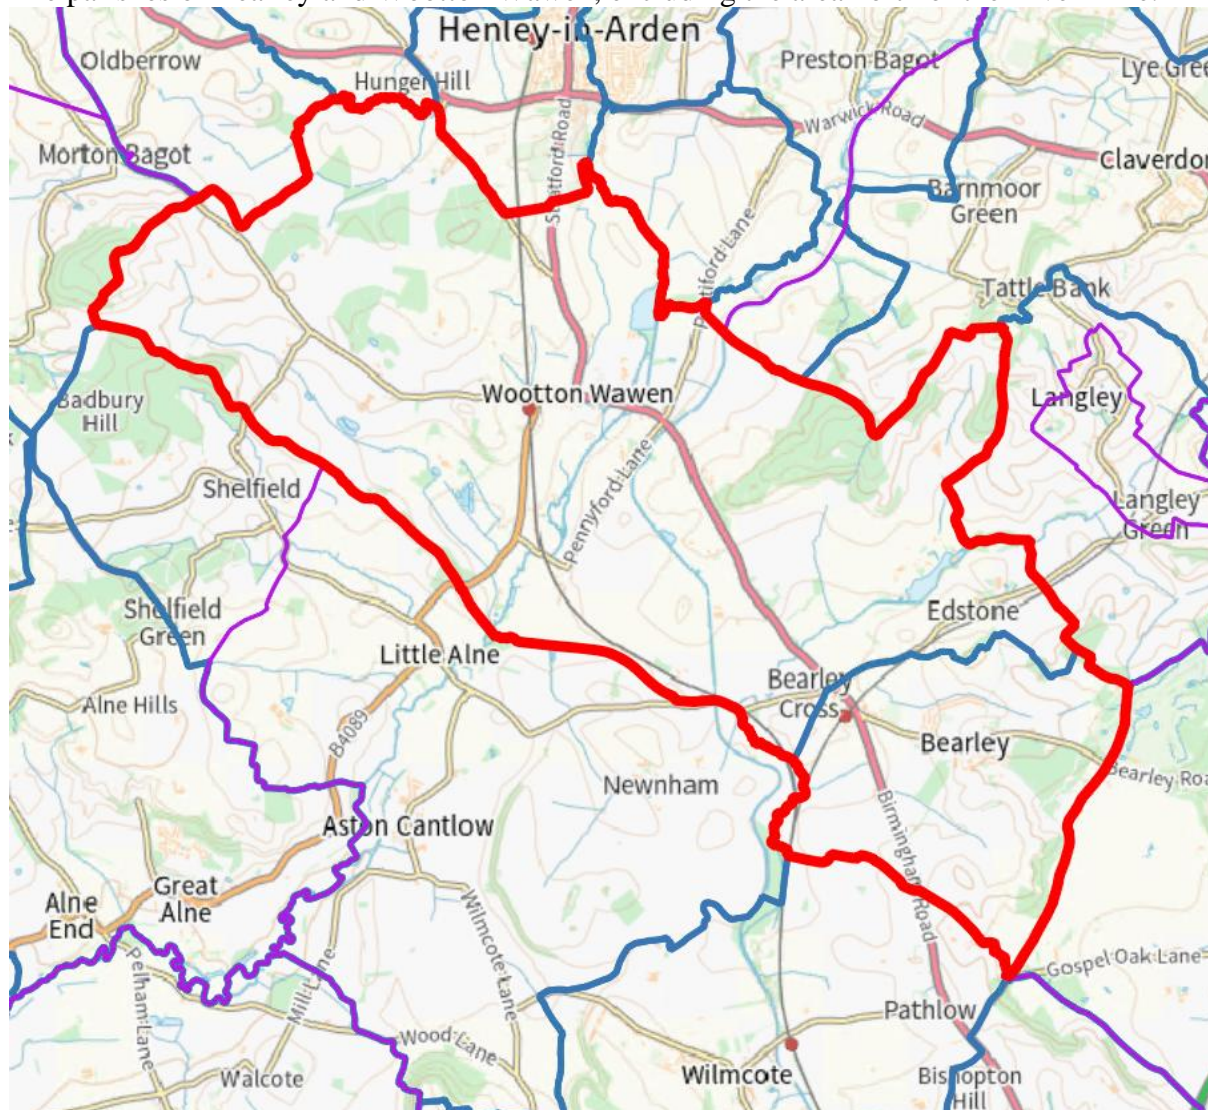 Henley-in-Arden
Oldberrow
Hunger Hill
Preston Bagot
Lye Gree
Warwick Road
Morton Bagot
Stratford Road
Claverdon
Barnmoor
Green
Pettiford Lane
Tattle Bank
Wootton Wawen
Langley
Badbury
Hill
Shelfield
Pennyford Lane
Langley
Green
Shelfield
Green
Edstone
Little Alne
Bearley
Cross
Alne Hills
B4089
Bearley
Newnham
Bearley Roa
Birmingham Road
Aston Cantlow
Great
Alne
Alne
End
Wilmcote Lane
Pelham Lane
Mill Lane
Gospel Oak Lane
Pathlow
Wood Lane
Walcote
Wilmcote
Bishopton
Hill